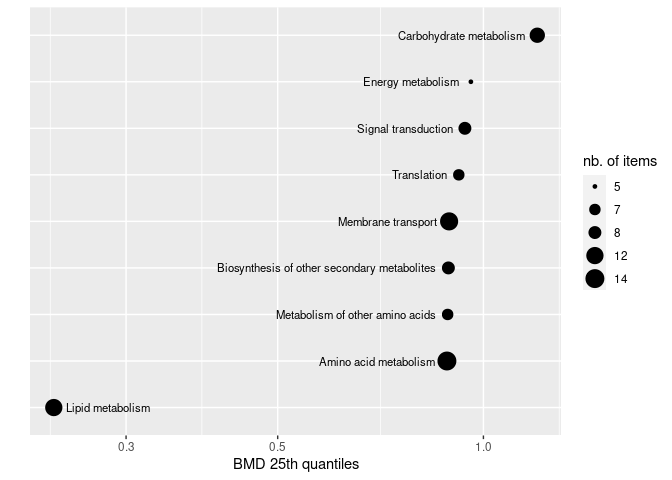 Carbohydrate metabolism
Energy metabolism
Signal transduction
Translation
Membrane transport
Biosynthesis of other secondary metabolites
Metabolism of other amino acids
Amino acid metabolism
Lipid metabolism
0.3
0.5
1.0
BMD 25th quantiles
nb. of items
5
7
8
12
14